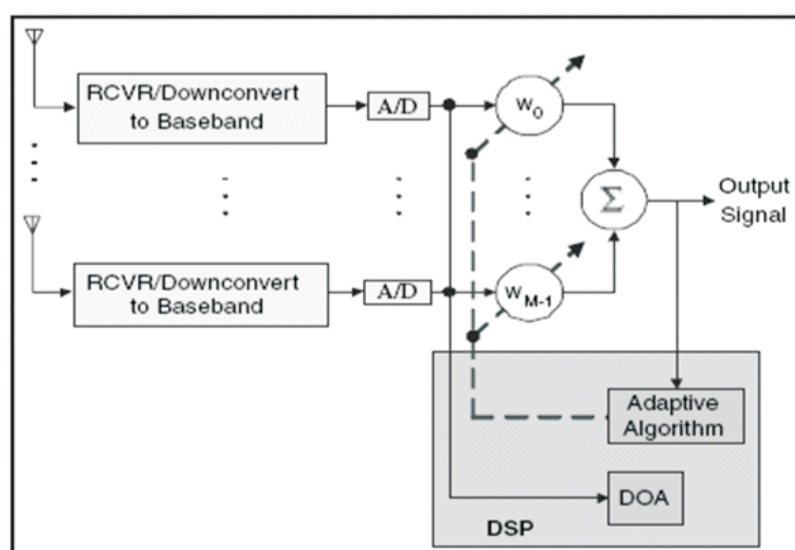 RCVR/Downconvert
to Baseband
A/D
w0
Σ
Output
Signal
RCVR/Downconvert
to Baseband
A/D
wM-1
Adaptive
Algorithm
DOA
DSP